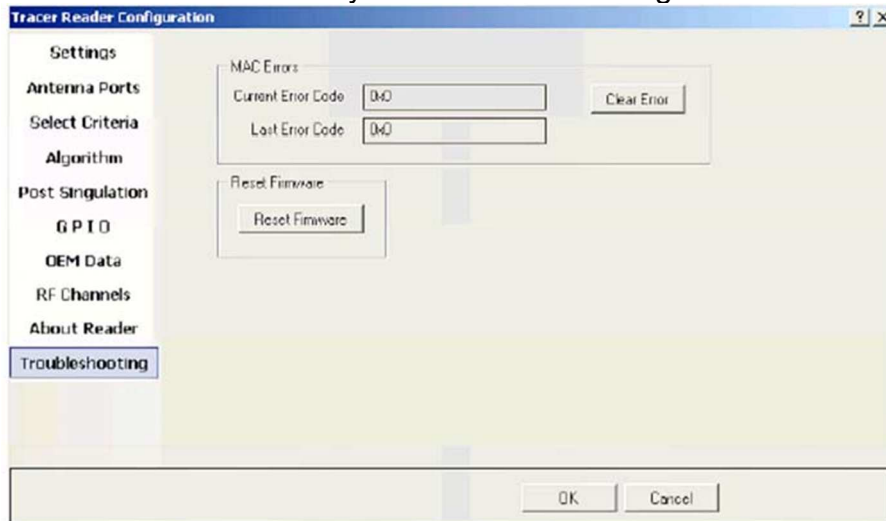 Tracer Reader Configuration
? X
Settings
Antenna Ports
Select Criteria
Algorithm
Post Singulation
GPIO
OEM Data
RF Channels
About Reader
Troubleshooting
MAC Errors
Current Error Code 0x0
Clear Error
Last Error Code 0x0
Reset Firmware
Reset Firmware
OK
Cancel